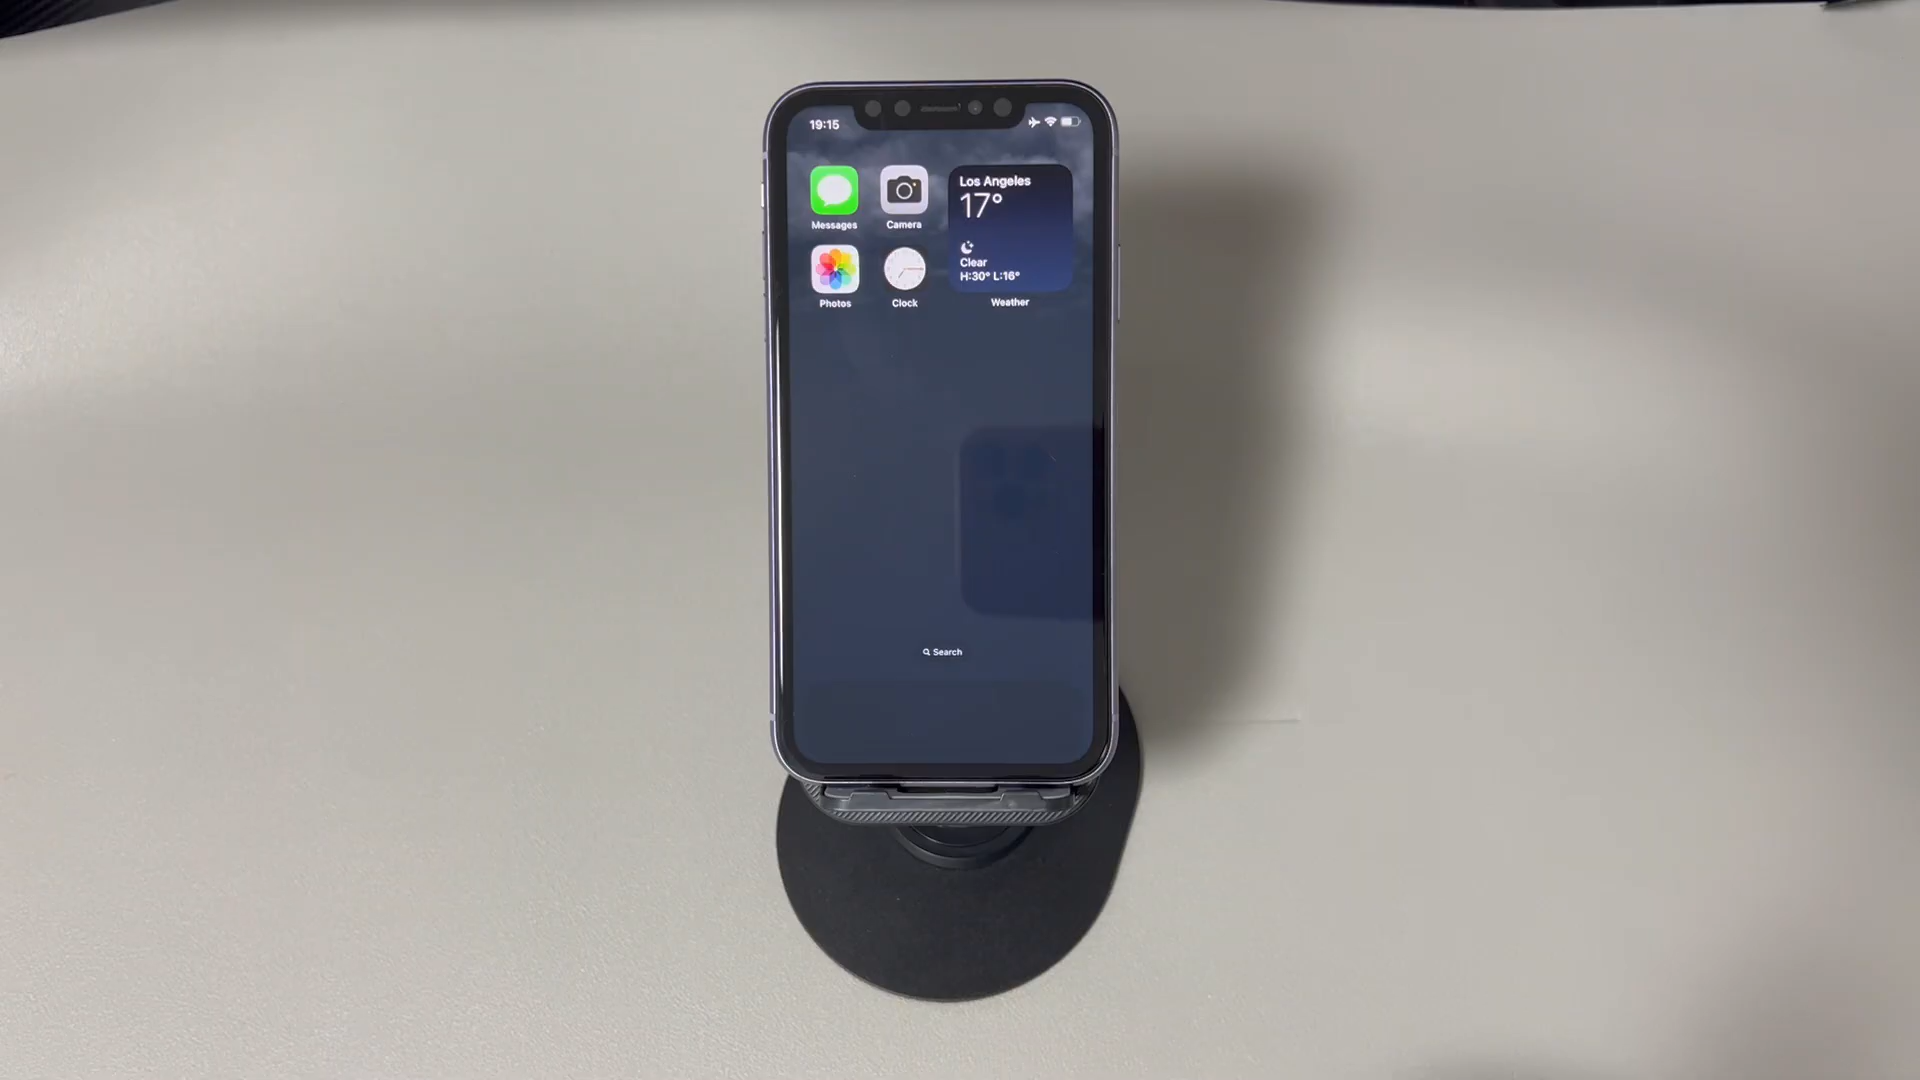 19:15
Messages
Camera
Los Angeles
17°
Clear
H:30° L:16°
Photos
Clock
Weather
Search